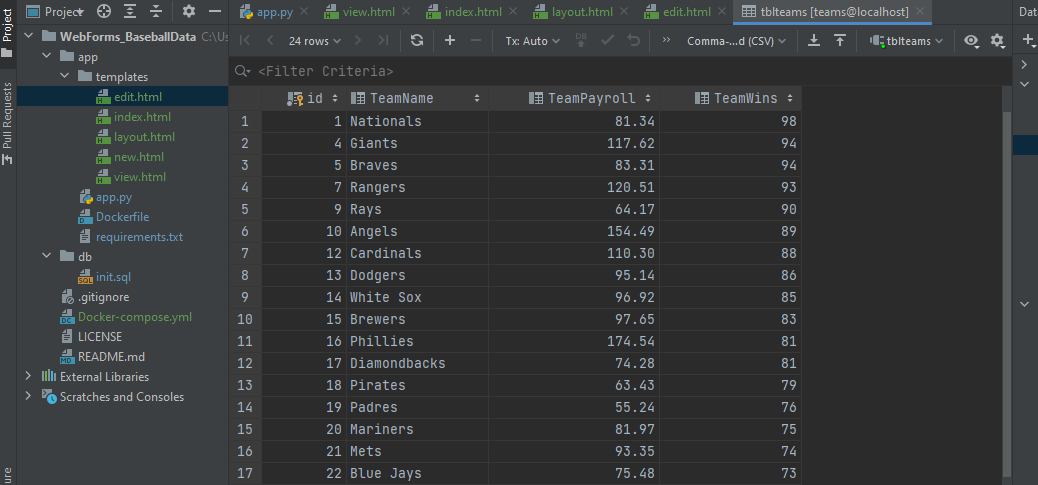 Project
app.py
view.html
index.html
layout.html
edit.html
tblteams [teams@localhost]
Dat
Project
Pull Requests
ure
WebForms_BaseballData C:\Us
app
templates
edit.html
index.html
layout.html
new.html
view.html
app.py
Dockerfile
requirements.txt
db
init.sql
.gitignore
Docker-compose.yml
LICENSE
README.md
External Libraries
Scratches and Consoles
24 rows Tx: Auto DB Comma-...d (CSV) tblteams
<Filter Criteria>
id TeamName TeamPayroll TeamWins
1 1 Nationals 81.34 98
2 4 Giants 117.62 94
3 5 Braves 83.31 94
4 7 Rangers 120.51 93
5 9 Rays 64.17 90
6 10 Angels 154.49 89
7 12 Cardinals 110.30 88
8 13 Dodgers 95.14 86
9 14 White Sox 96.92 85
10 15 Brewers 97.65 83
11 16 Phillies 174.54 81
12 17 Diamondbacks 74.28 81
13 18 Pirates 63.43 79
14 19 Padres 55.24 76
15 20 Mariners 81.97 75
16 21 Mets 93.35 74
17 22 Blue Jays 75.48 73